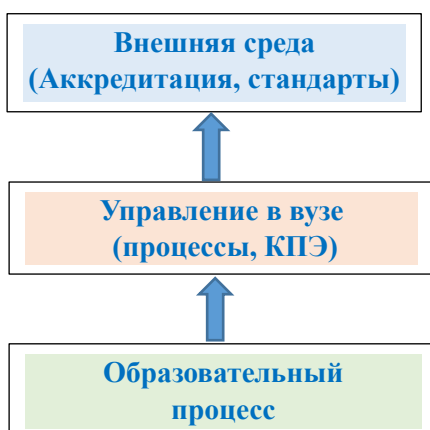 Внешняя среда
(Аккредитация, стандарты)
Управление в вузе
(процессы, КПЭ)
Образовательный
процесс